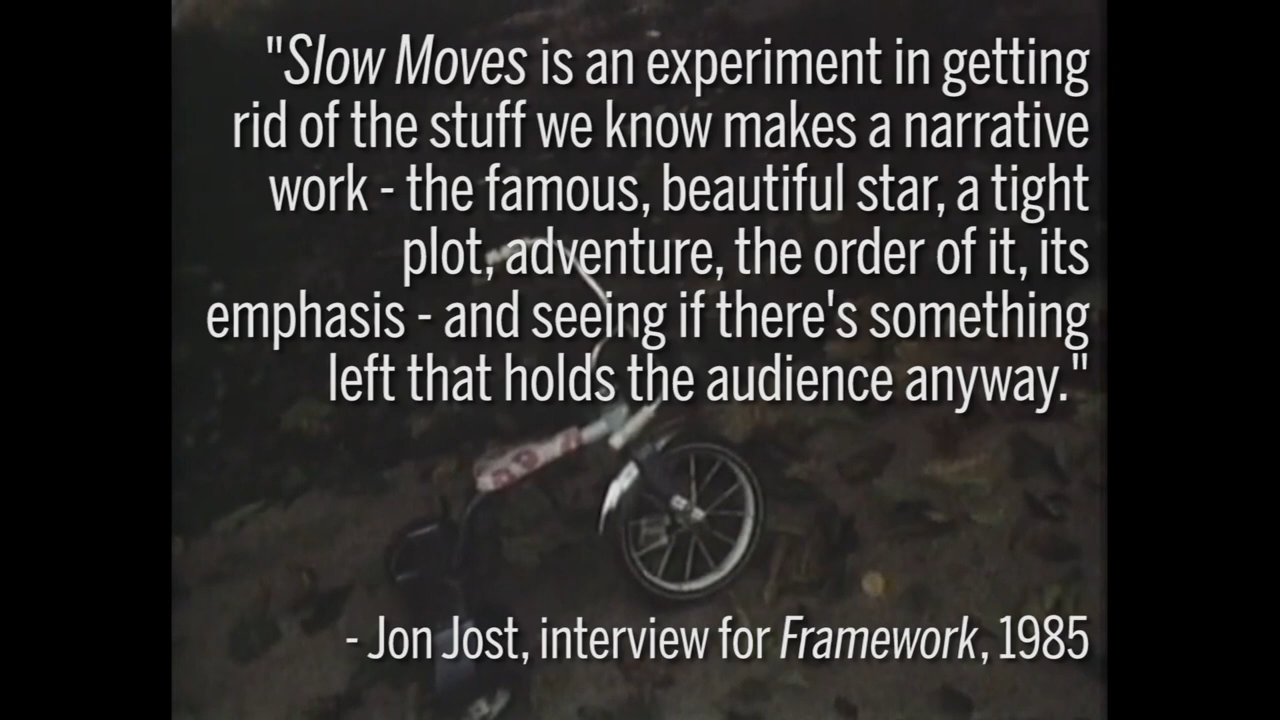 "Slow Moves is an experiment in getting
rid of the stuff we know makes a narrative
work - the famous, beautiful star, a tight
plot, adventure, the order of it, its
emphasis - and seeing if there's something
left that holds the audience anyway."
- Jon Jost, interview for Framework, 1985